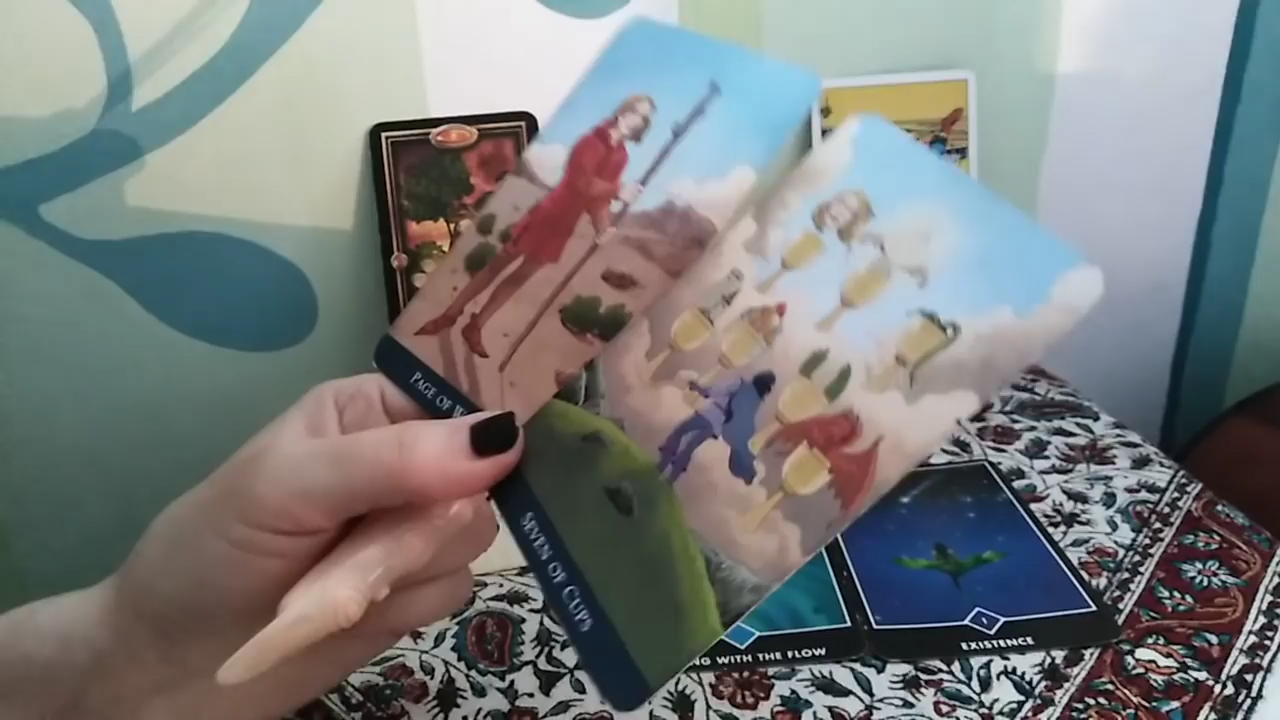 PAGE OF
SEVEN OF CUPS
WITH THE FLOW
EXISTENCE